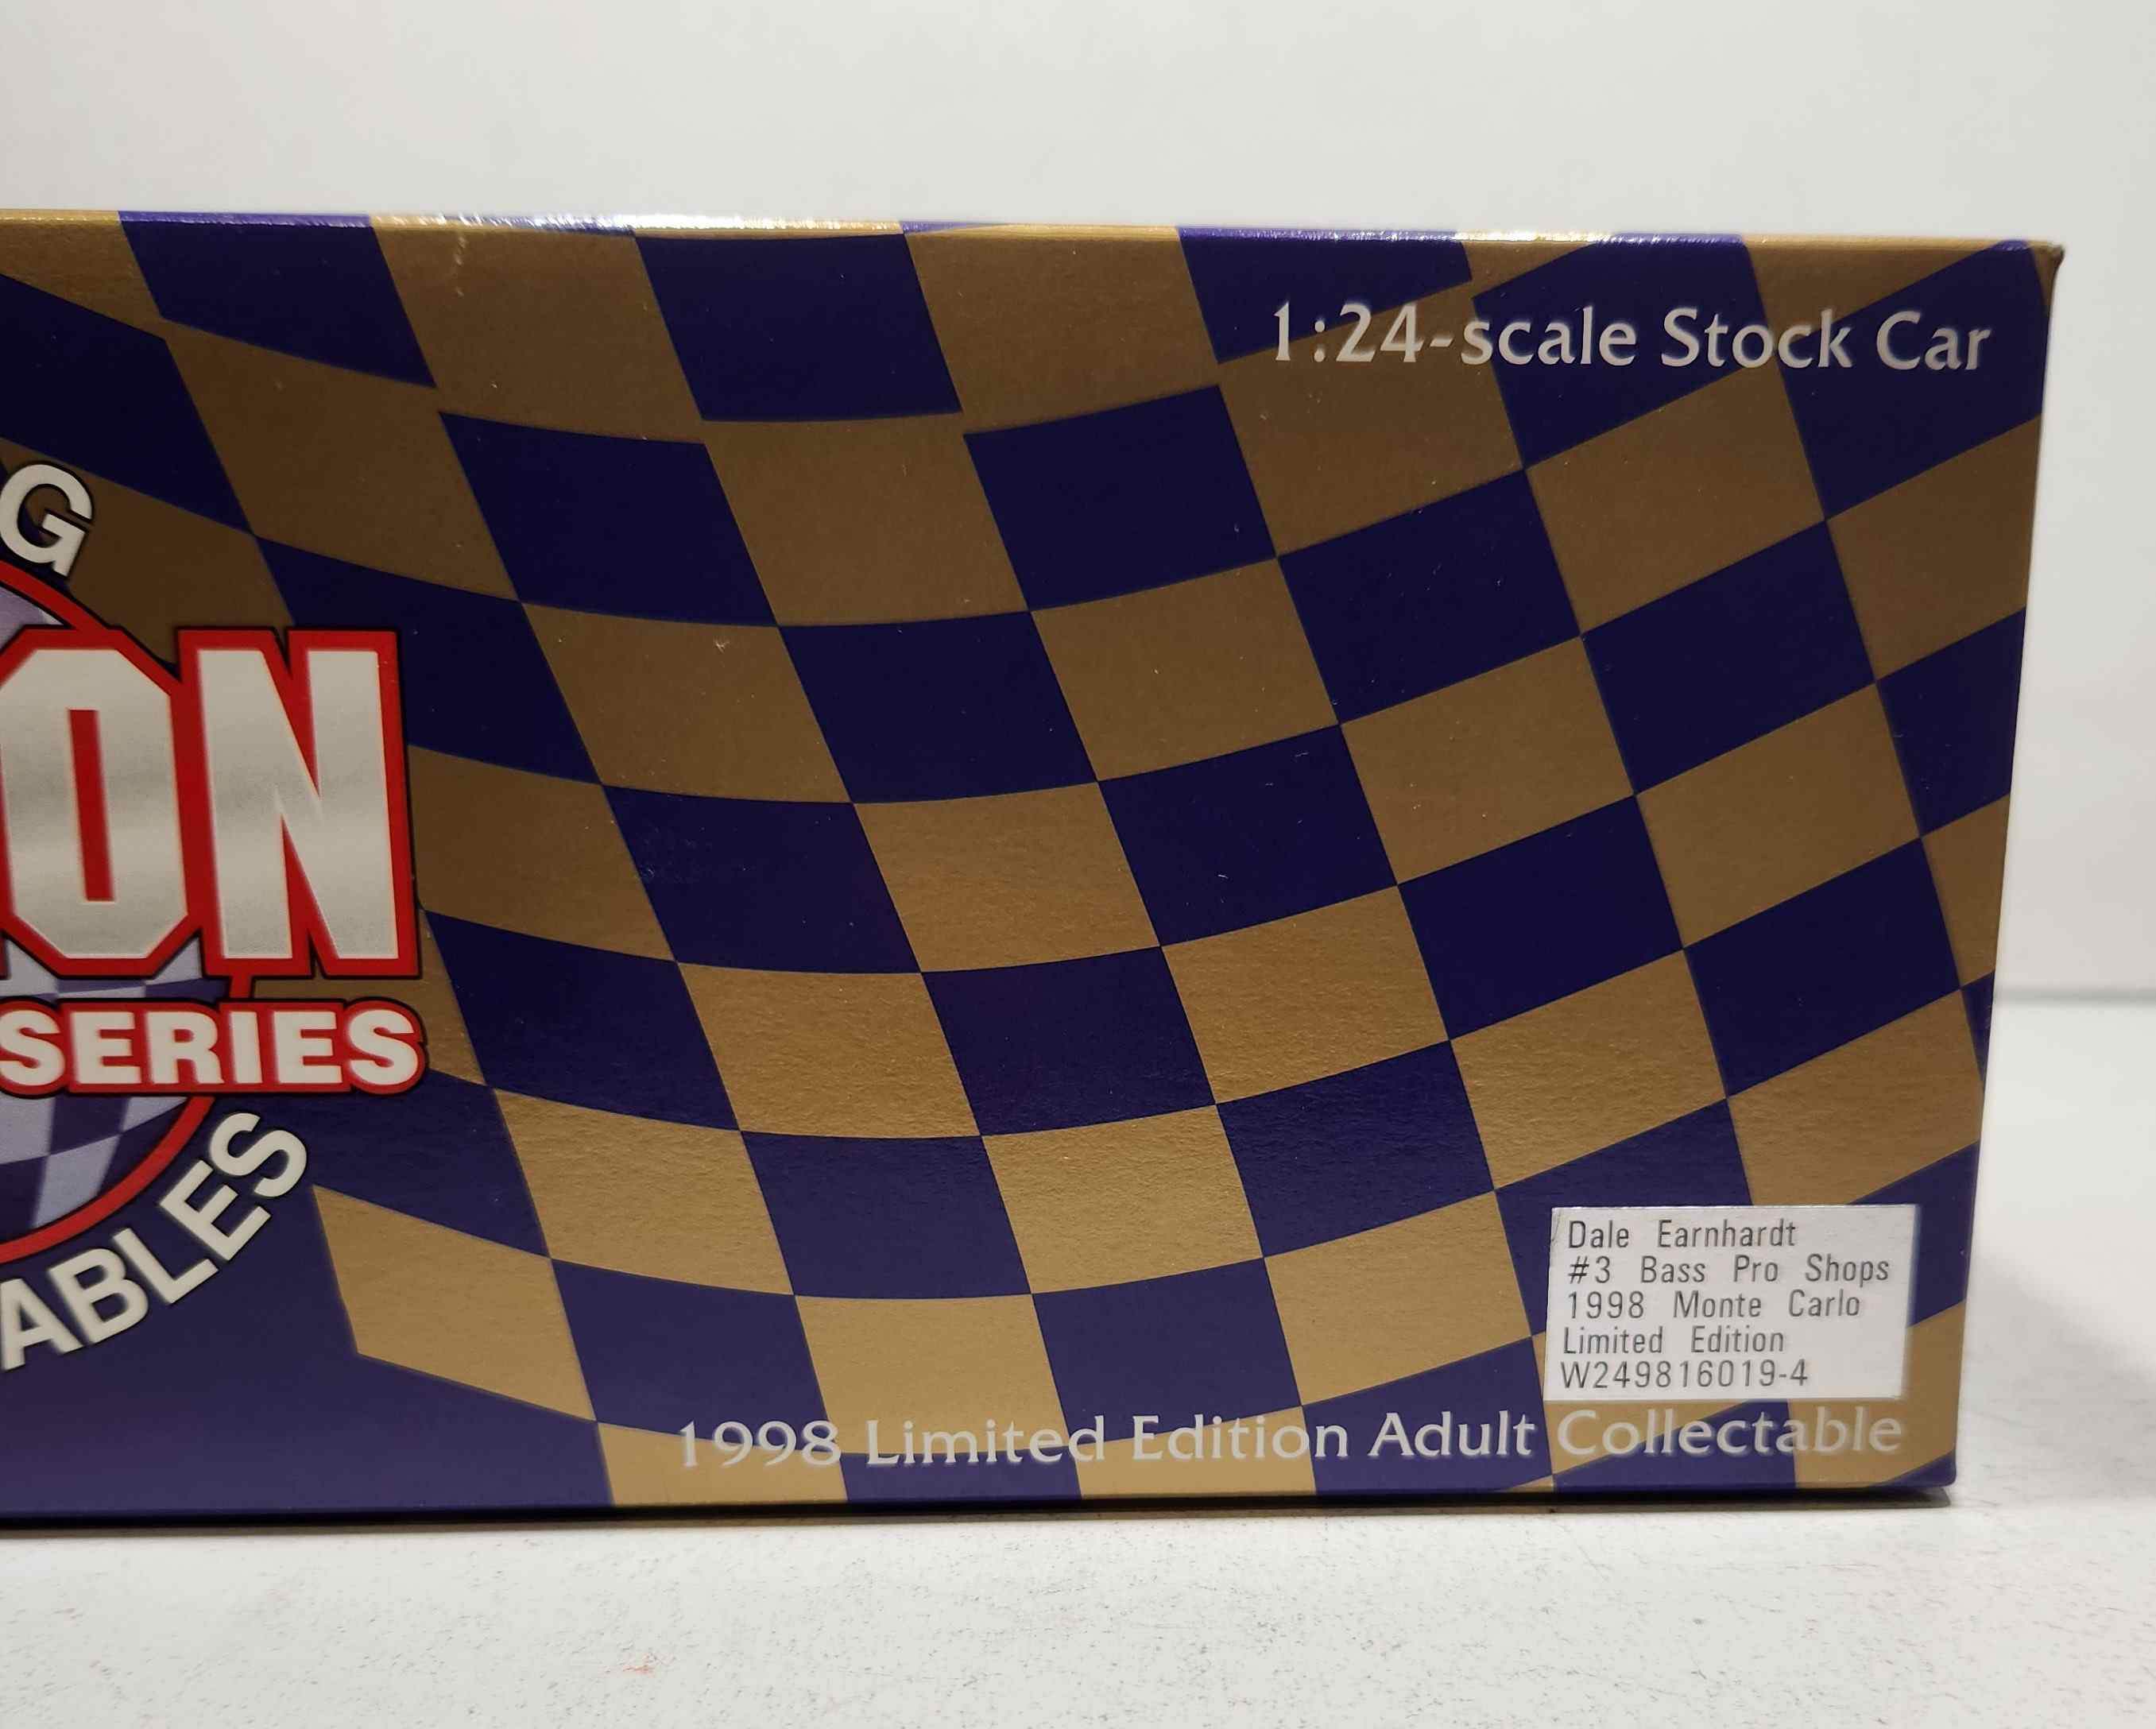 1:24-scale Stock Car
G
ON
SERIES
ABLES
Dale Earnhardt
#3 Bass Pro Shops
1998 Monte Carlo
Limited Edition
W249816019-4
1998 Limited Edition Adult Collectable